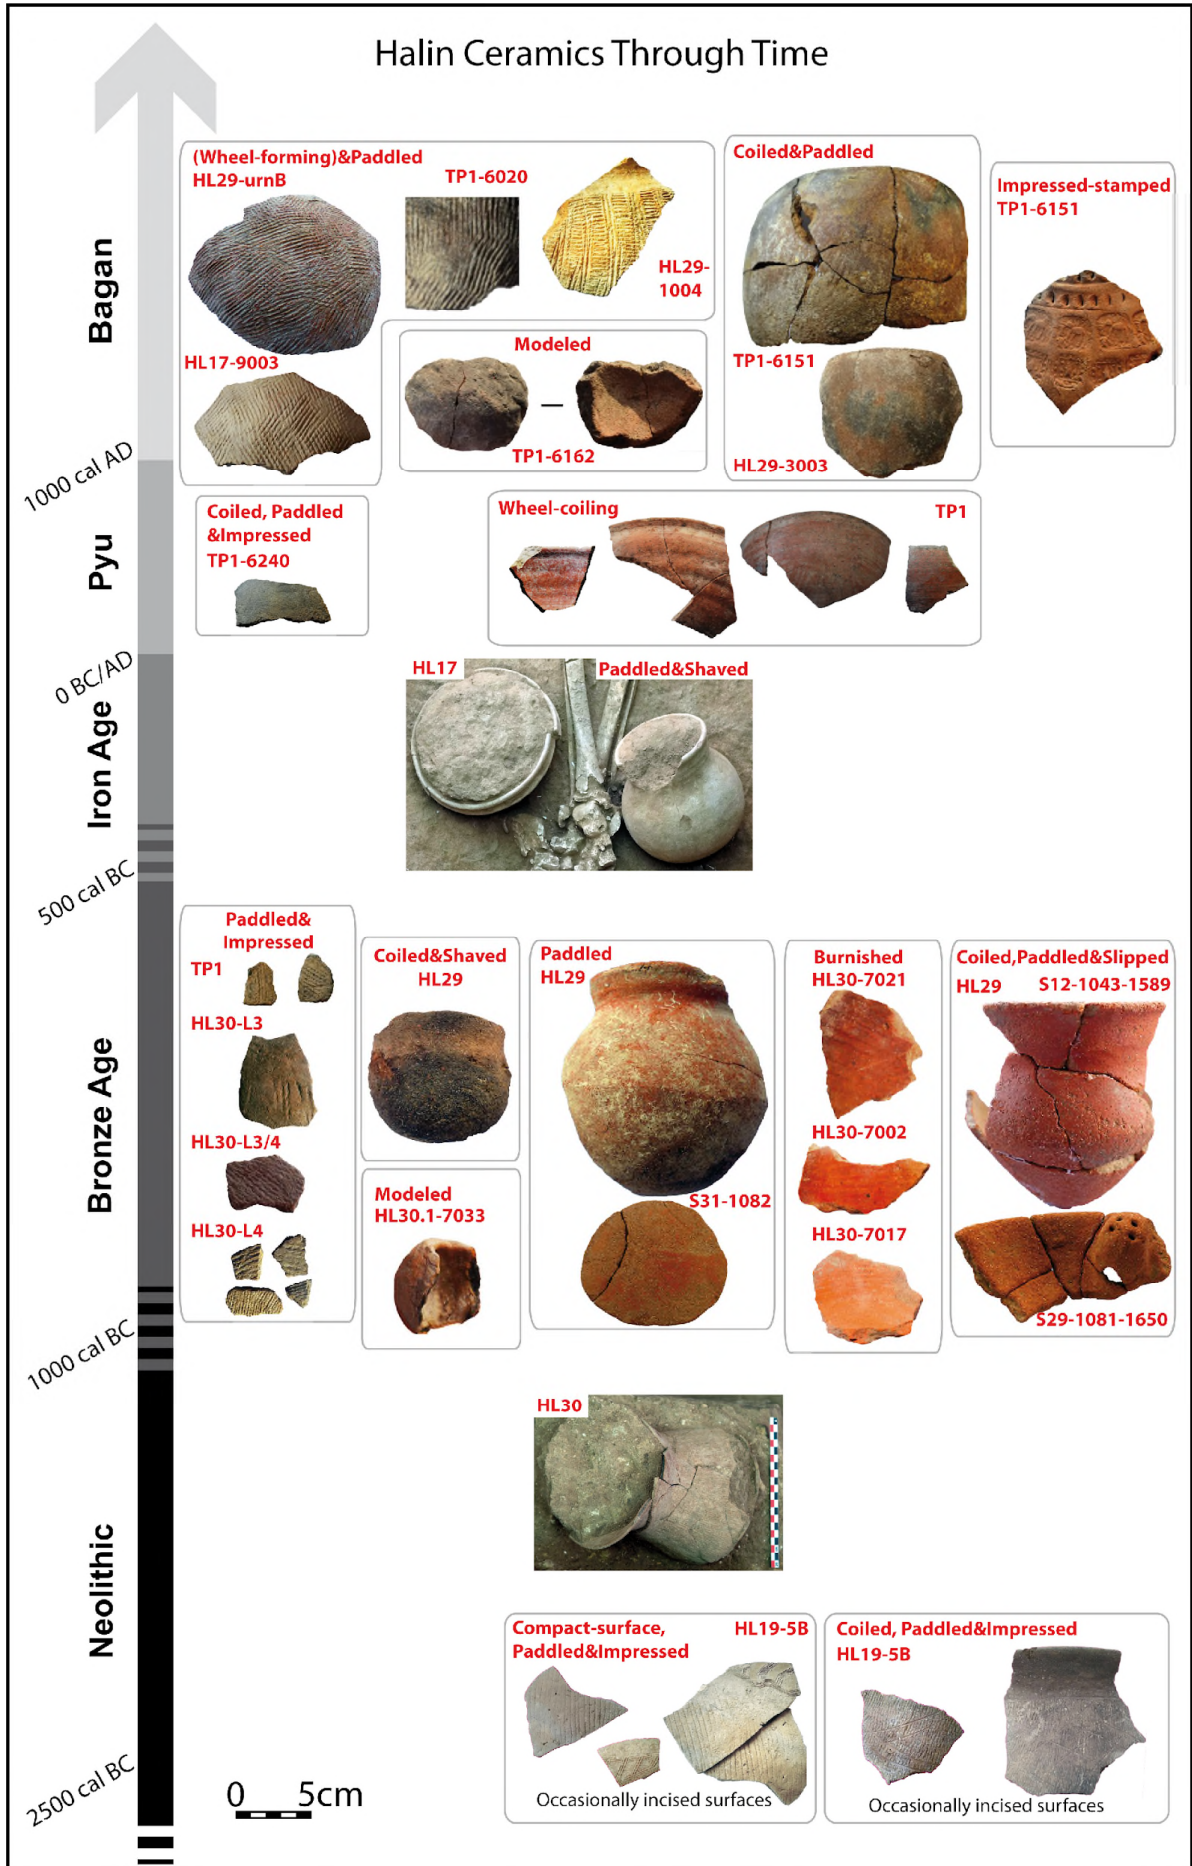 Halin Ceramics Through Time
(Wheel-forming)&Paddled
HL29-urnB
TP1-6020
HL29-
1004
HL17-9003
Coiled&Paddled
TP1-6151
HL29-3003
Impressed-stamped
TP1-6151
Modeled
TP1-6162
Bagan
1000 cal AD
Coiled, Paddled
&Impressed
TP1-6240
Wheel-coiling
TP1
Pyu
0 BC/AD
HL17
Paddled&Shaved
Iron Age
500 cal BC
Paddled&
Impressed
TP1
HL30-L3
HL30-L3/4
HL30-L4
Coiled&Shaved
HL29
Modeled
HL30.1-7033
Paddled
HL29
S31-1082
Burnished
HL30-7021
HL30-7002
HL30-7017
Coiled,Paddled&Slipped
HL29
S12-1043-1589
S29-1081-1650
Bronze Age
1000 cal BC
HL30
Neolithic
Compact-surface,
Paddled&Impressed
HL19-5B
Occasionally incised surfaces
Coiled, Paddled&Impressed
HL19-5B
Occasionally incised surfaces
2500 cal BC
0 5cm